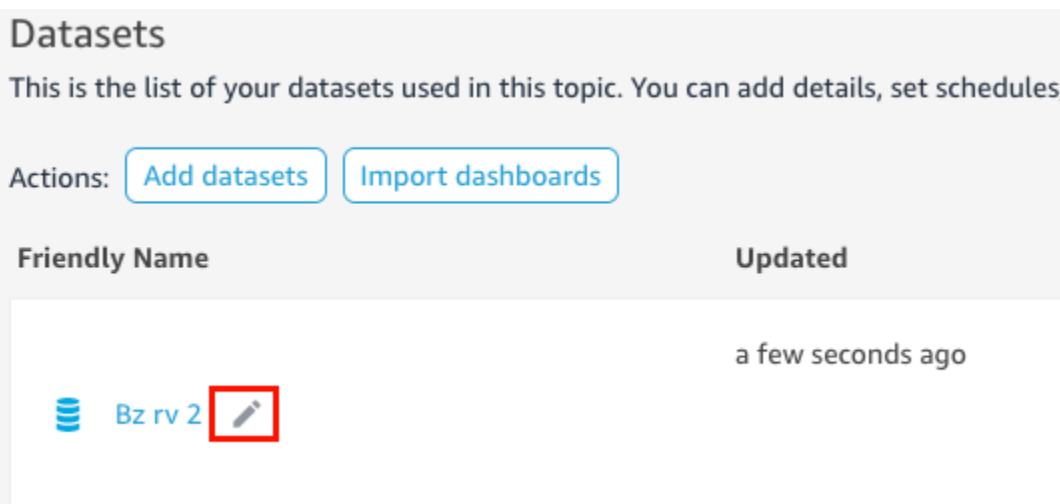 Datasets
This is the list of your datasets used in this topic. You can add details, set schedules
Actions: Add datasets Import dashboards
Friendly Name Updated
a few seconds ago
Bz rv 2